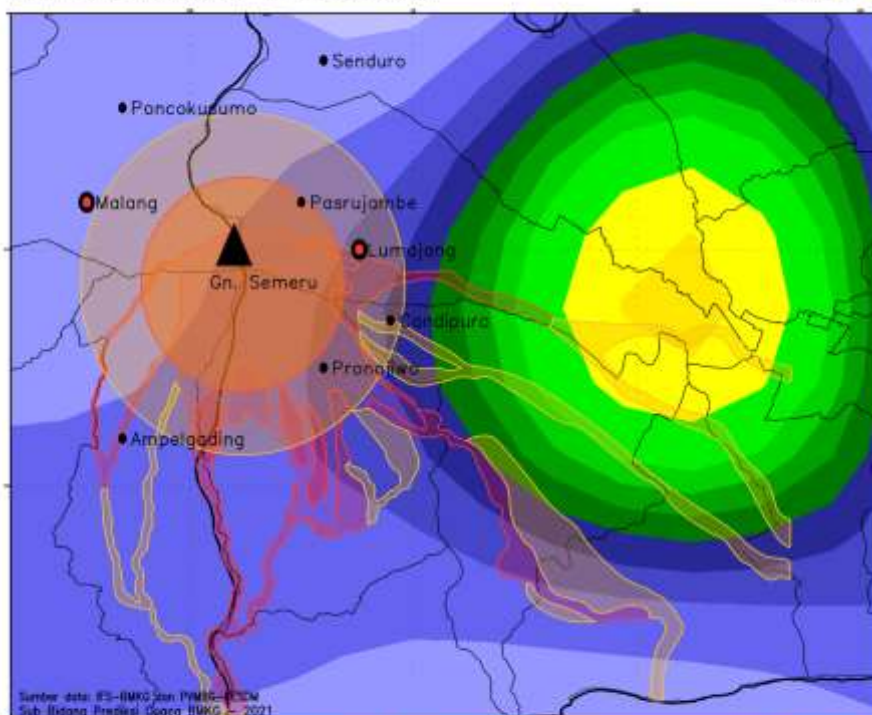 Senduro
Poncokusumo
Malang
Pasrujambe
Lumajang
Gn. Semeru
Candipuro
Pronojiwo
Ampelgading
Sumber data: IFS-BMKG dan PVMBG-KESDM
Sub Bidang Prediksi Cuaca BMKG - 2021